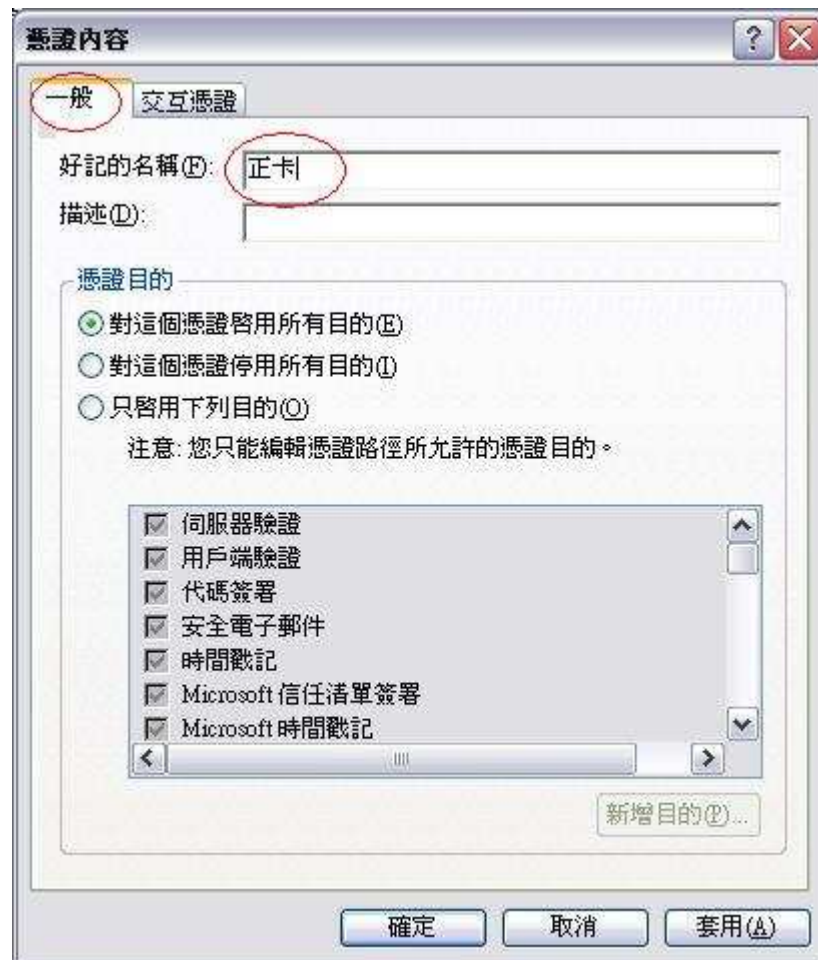 憑證內容
一般 交互憑證
好記的名稱(F): 正卡
描述(D):
憑證目的
對這個憑證啓用所有目的(E)
對這個憑證停用所有目的(I)
只啓用下列目的(O)
注意: 您只能編輯憑證路徑所允許的憑證目的。
伺服器驗證
用戶端驗證
代碼簽署
安全電子郵件
時間戳記
Microsoft 信任清單簽署
Microsoft 時間戳記
新增目的(P)...
確定 取消 套用(A)